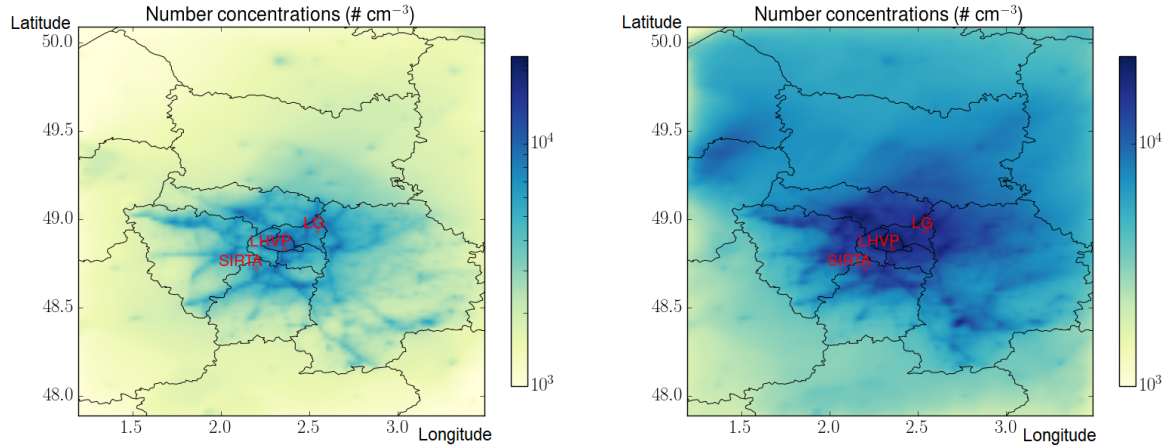 Number concentrations (# cm⁻³)
Latitude
50.0
49.5
49.0
48.5
48.0
1.5
2.0
2.5
3.0
Longitude
LG
LHVP
SIRTA
10⁴
10³
Number concentrations (# cm⁻³)
Latitude
50.0
49.5
49.0
48.5
48.0
1.5
2.0
2.5
3.0
Longitude
LG
LHVP
SIRTA
10⁴
10³